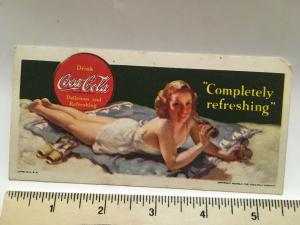 Drink
Coca-Cola
Delicious and
Refreshing
"Completely
refreshing"
1 2 3 4 5